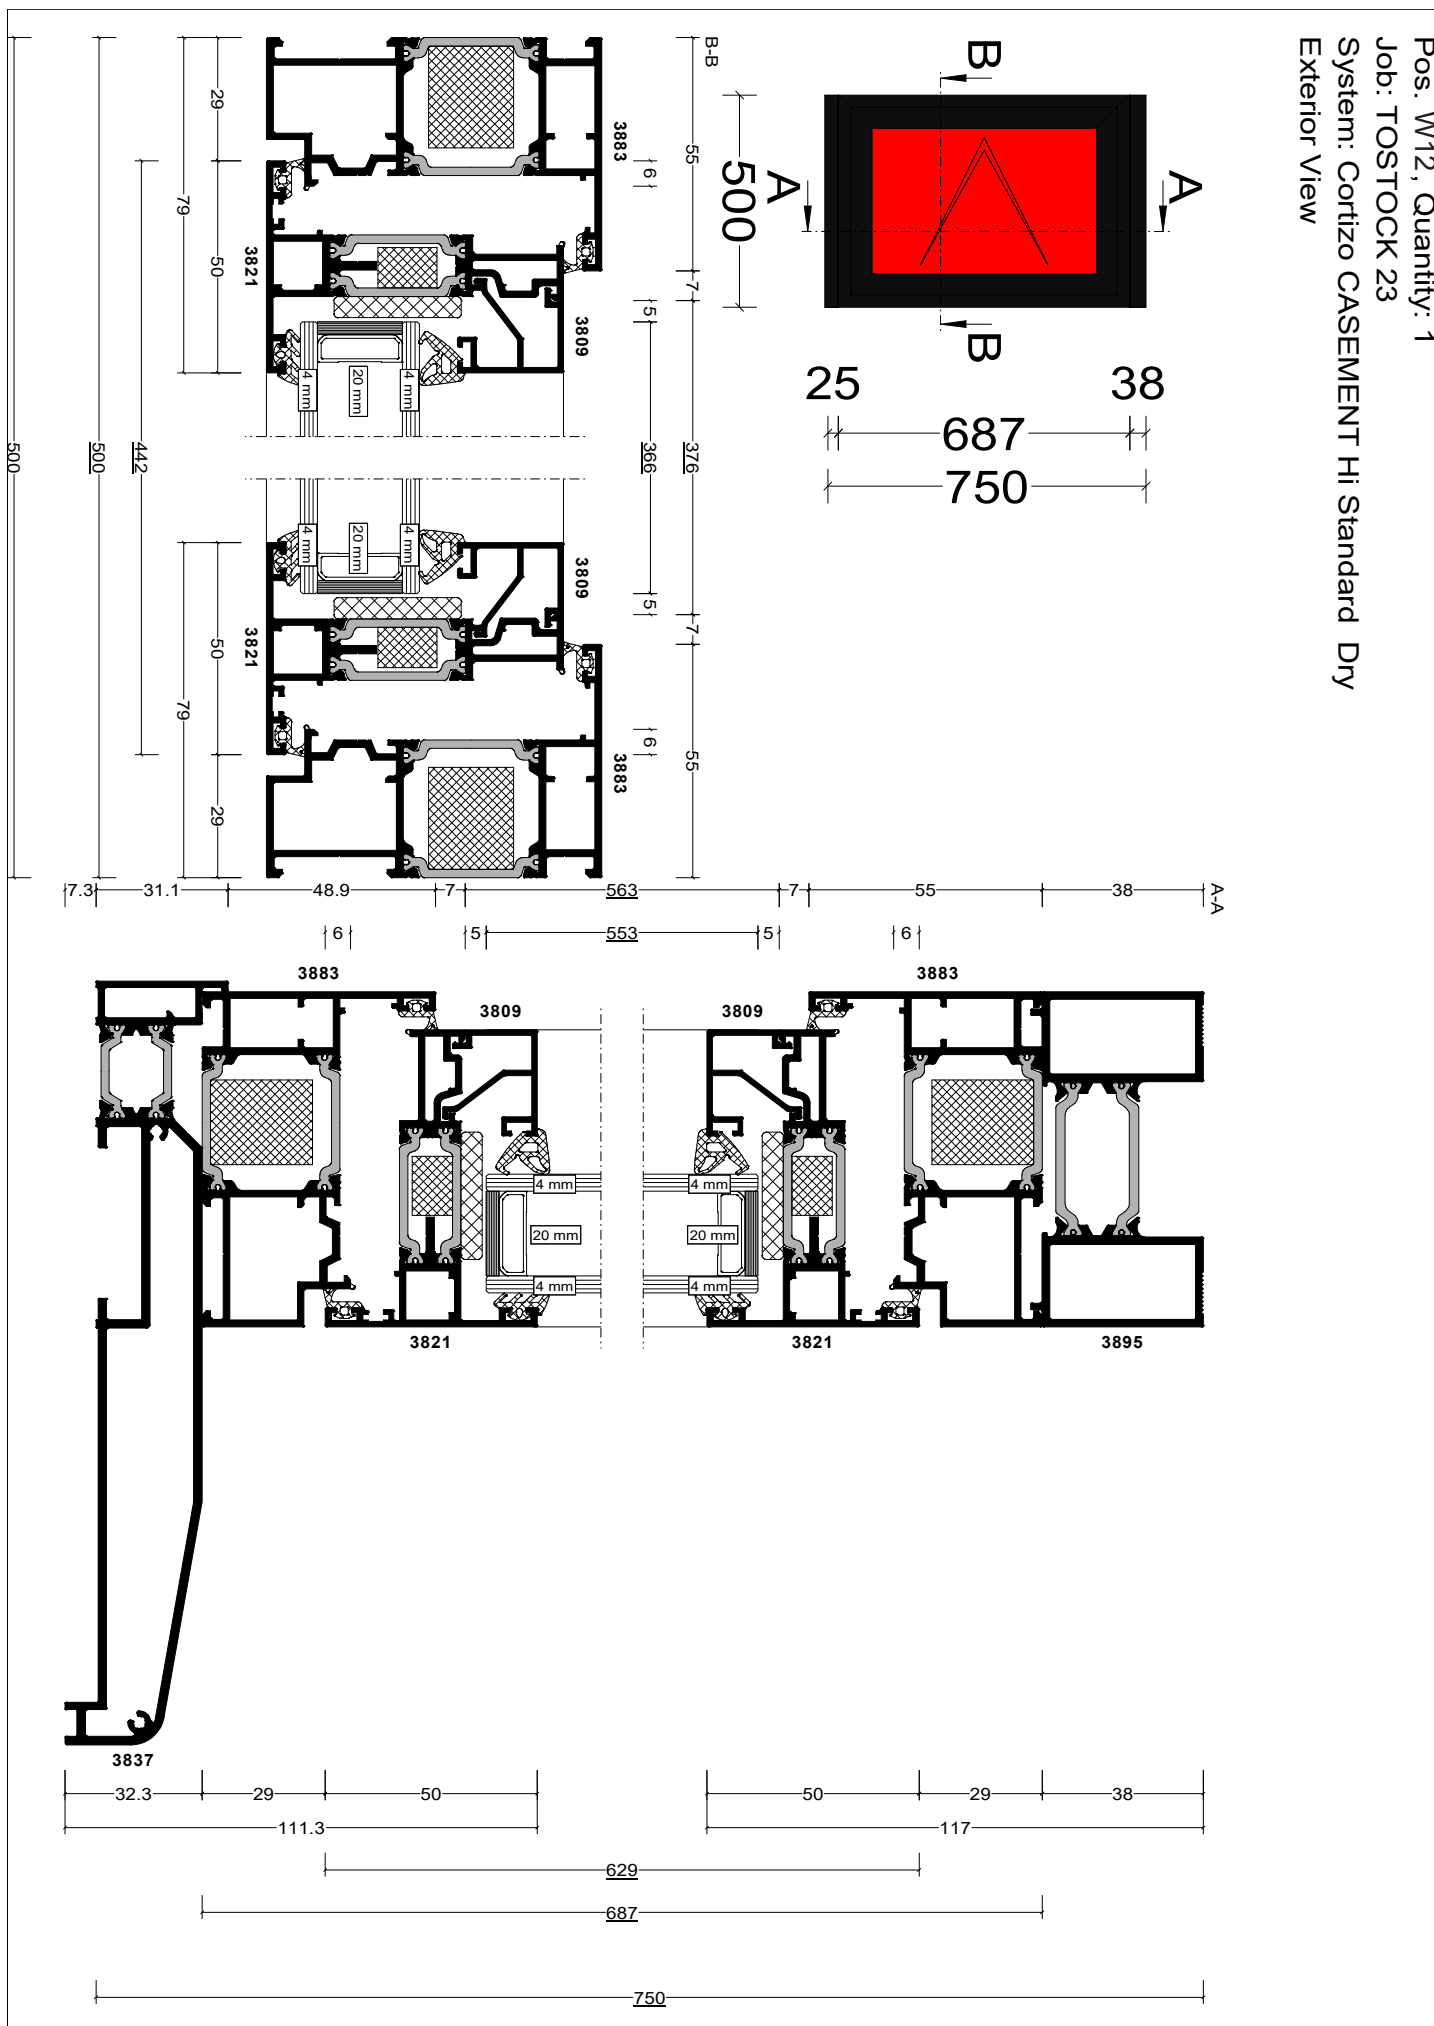 Pos. W12, Quantity: 1
Job: TOSTOCK 23
System: Cortizo CASEMENT Hi Standard Dry
Exterior View
B
B
A
A
500
25
38
687
750
B-B
55
7
376
7
55
6
5
366
5
6
3883
3809
3809
3883
3821
3821
4 mm
20 mm
4 mm
4 mm
20 mm
4 mm
29
50
50
29
79
79
442
500
500
A-A
7.3
31.1
48.9
7
563
7
55
38
6
5
553
5
6
3883
3883
3809
3809
4 mm
4 mm
20 mm
20 mm
4 mm
4 mm
3821
3821
3895
3837
32.3
29
50
50
29
38
111.3
117
629
687
750